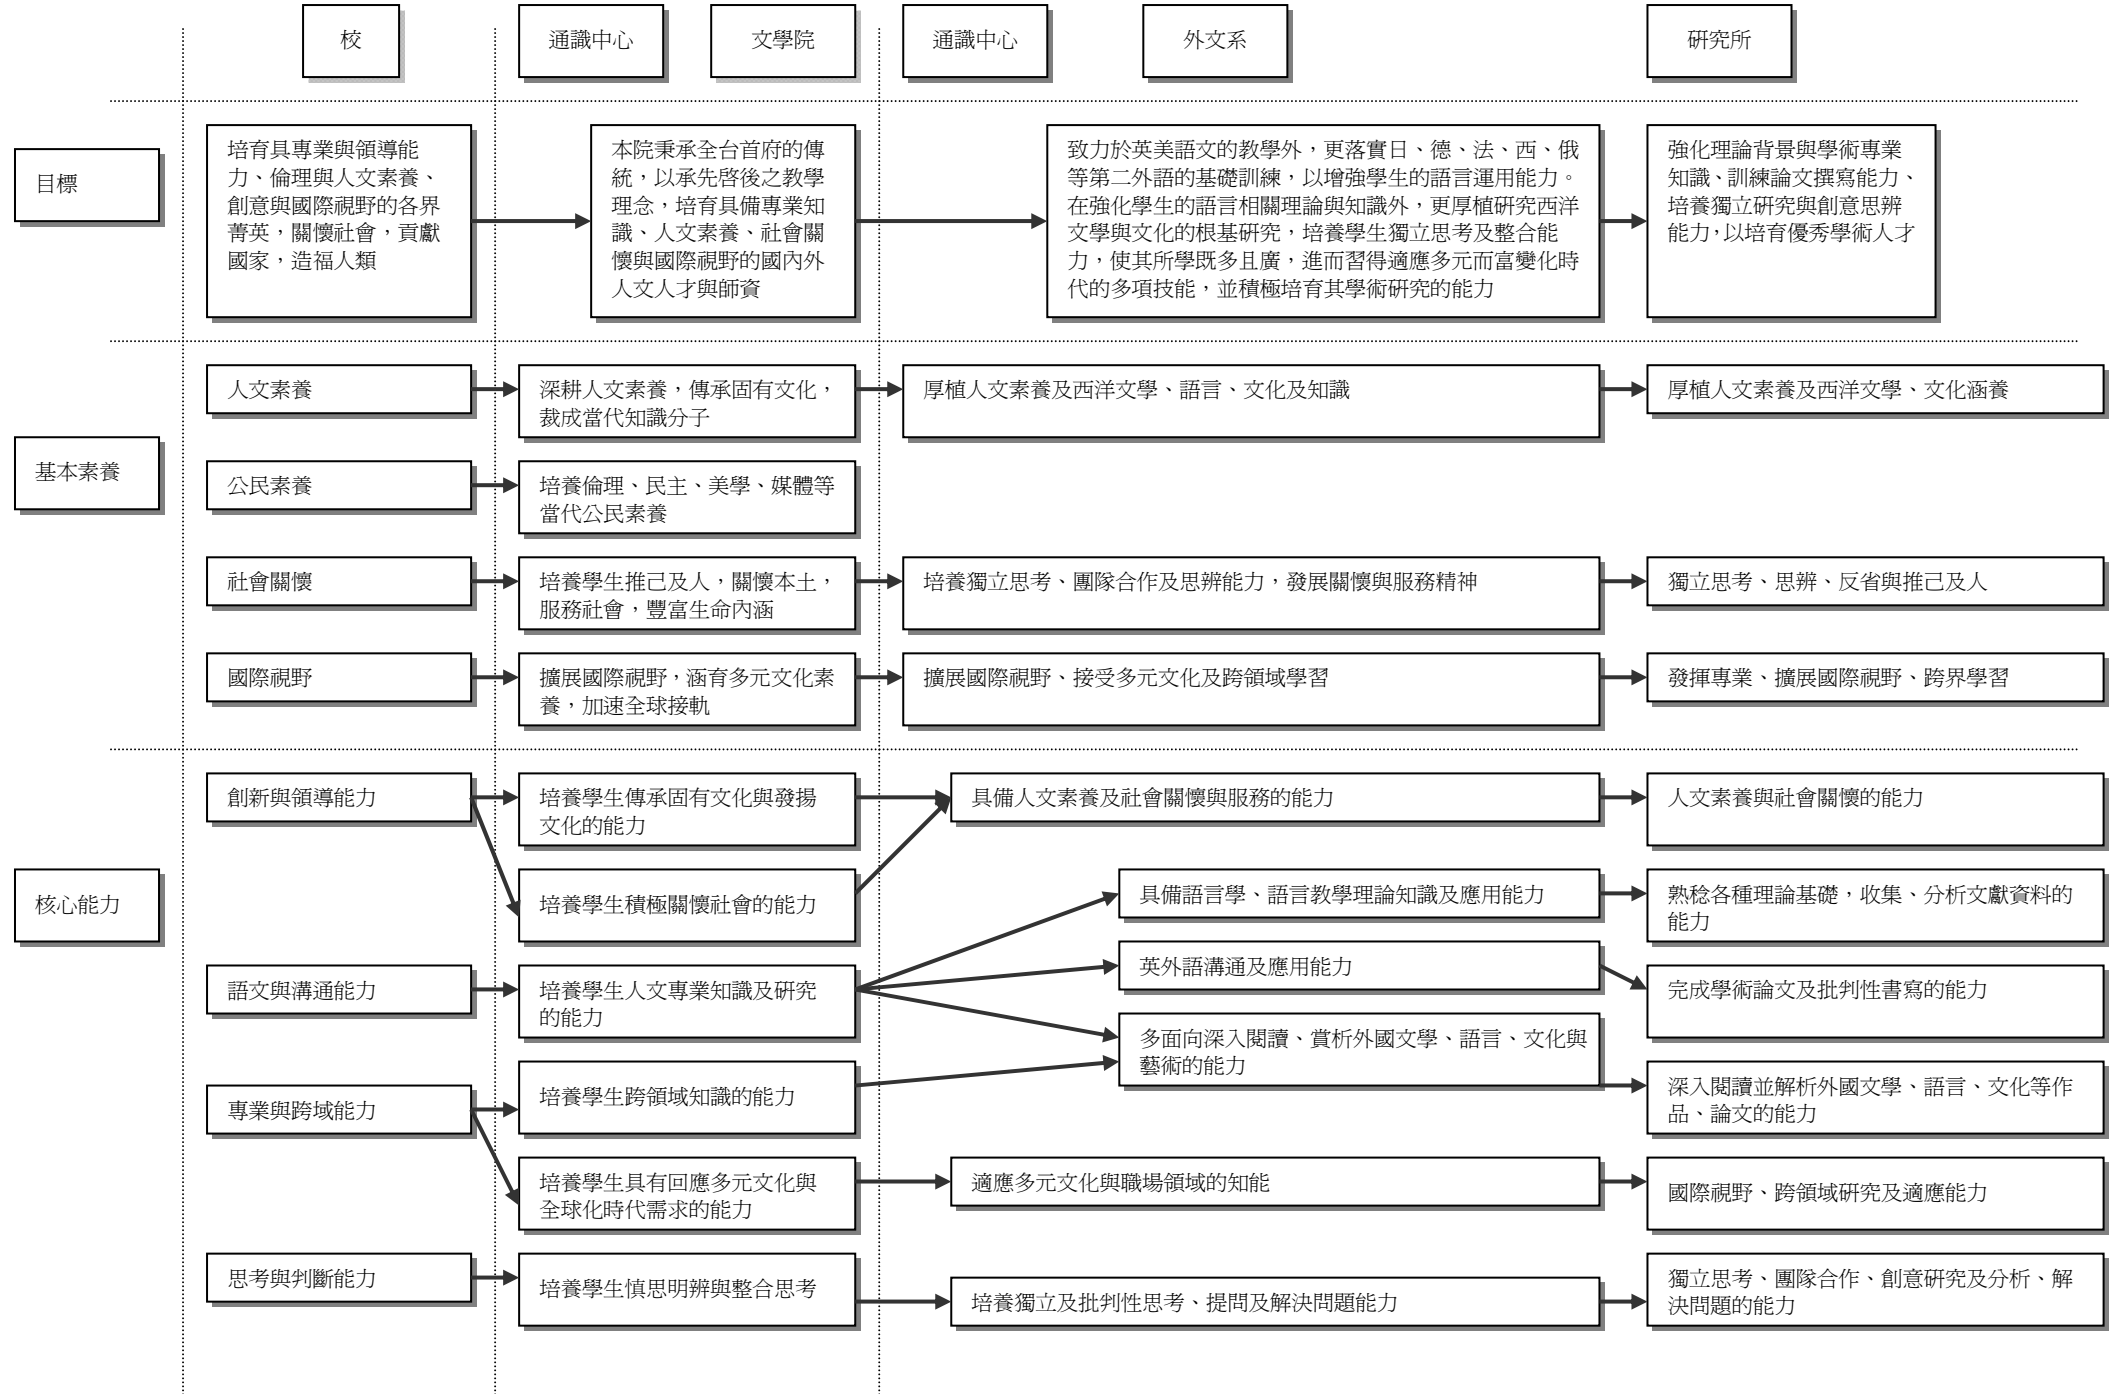 校
通識中心
文學院
通識中心
外文系
研究所
目標
培育具專業與領導能
力、倫理與人文素養、
創意與國際視野的各界
菁英，關懷社會，貢獻
國家，造福人類
本院秉承全台首府的傳
統，以承先啓後之教學
理念，培育具備專業知
識、人文素養、社會關
懷與國際視野的國內外
人文人才與師資
致力於英美語文的教學外，更落實日、德、法、西、俄
等第二外語的基礎訓練，以增強學生的語言運用能力。
在強化學生的語言相關理論與知識外，更厚植研究西洋
文學與文化的根基研究，培養學生獨立思考及整合能
力，使其所學既多且廣，進而習得適應多元而富變化時
代的多項技能，並積極培育其學術研究的能力
強化理論背景與學術專業
知識、訓練論文撰寫能力、
培養獨立研究與創意思辨
能力，以培育優秀學術人才
基本素養
人文素養
深耕人文素養，傳承固有文化，
裁成當代知識分子
厚植人文素養及西洋文學、語言、文化及知識
厚植人文素養及西洋文學、文化涵養
公民素養
培養倫理、民主、美學、媒體等
當代公民素養
社會關懷
培養學生推己及人，關懷本土，
服務社會，豐富生命內涵
培養獨立思考、團隊合作及思辨能力，發展關懷與服務精神
獨立思考、思辨、反省與推己及人
國際視野
擴展國際視野，涵育多元文化素
養，加速全球接軌
擴展國際視野、接受多元文化及跨領域學習
發揮專業、擴展國際視野、跨界學習
核心能力
創新與領導能力
培養學生傳承固有文化與發揚
文化的能力
具備人文素養及社會關懷與服務的能力
人文素養與社會關懷的能力
培養學生積極關懷社會的能力
具備語言學、語言教學理論知識及應用能力
熟稔各種理論基礎，收集、分析文獻資料的
能力
語文與溝通能力
培養學生人文專業知識及研究
的能力
英外語溝通及應用能力
完成學術論文及批判性書寫的能力
多面向深入閱讀、賞析外國文學、語言、文化與
藝術的能力
專業與跨域能力
培養學生跨領域知識的能力
深入閱讀並解析外國文學、語言、文化等作
品、論文的能力
培養學生具有回應多元文化與
全球化時代需求的能力
適應多元文化與職場領域的知能
國際視野、跨領域研究及適應能力
思考與判斷能力
培養學生慎思明辨與整合思考
培養獨立及批判性思考、提問及解決問題能力
獨立思考、團隊合作、創意研究及分析、解
決問題的能力